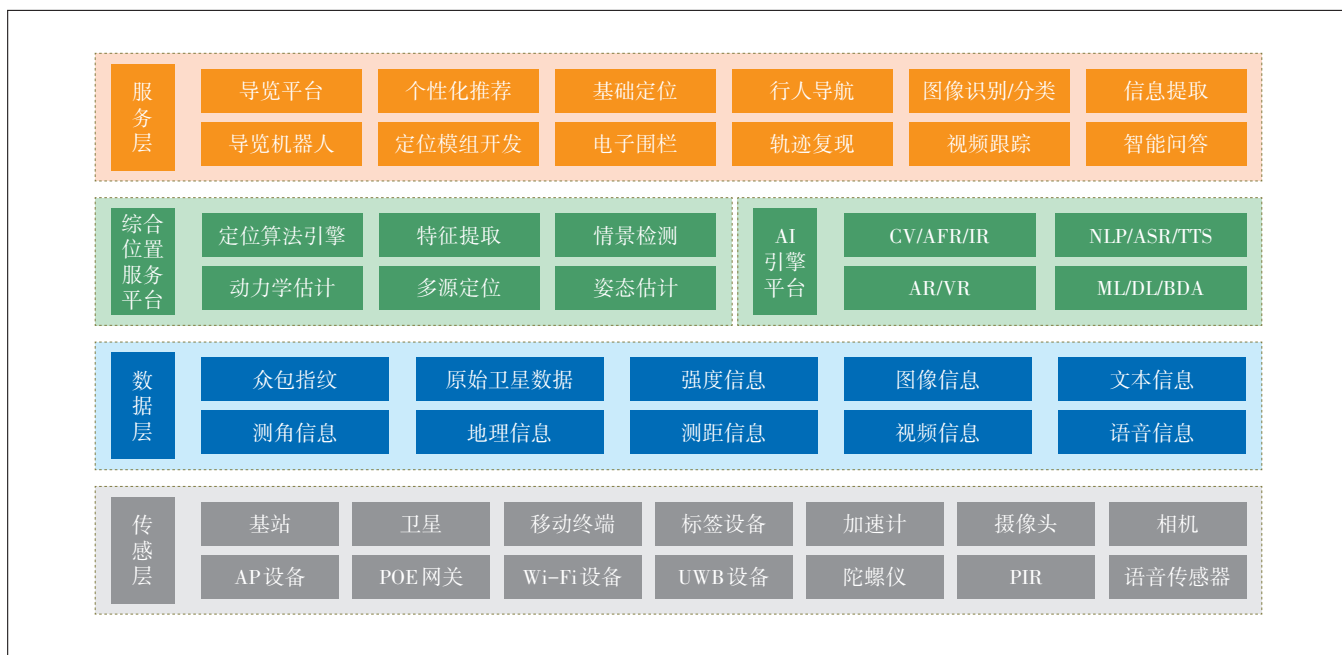 服务层
导览平台 个性化推荐 基础定位 行人导航 图像识别/分类 信息提取
导览机器人 定位模组开发 电子围栏 轨迹复现 视频跟踪 智能问答
综合位置服务平台
定位算法引擎 特征提取 情景检测
动力学估计 多源定位 姿态估计
AI引擎平台
CV/AFR/IR NLP/ASR/TTS
AR/VR ML/DL/BDA
数据层
众包指纹 原始卫星数据 强度信息 图像信息 文本信息
测角信息 地理信息 测距信息 视频信息 语音信息
传感层
基站 卫星 移动终端 标签设备 加速计 摄像头 相机
AP设备 POE网关 Wi-Fi设备 UWB设备 陀螺仪 PIR 语音传感器